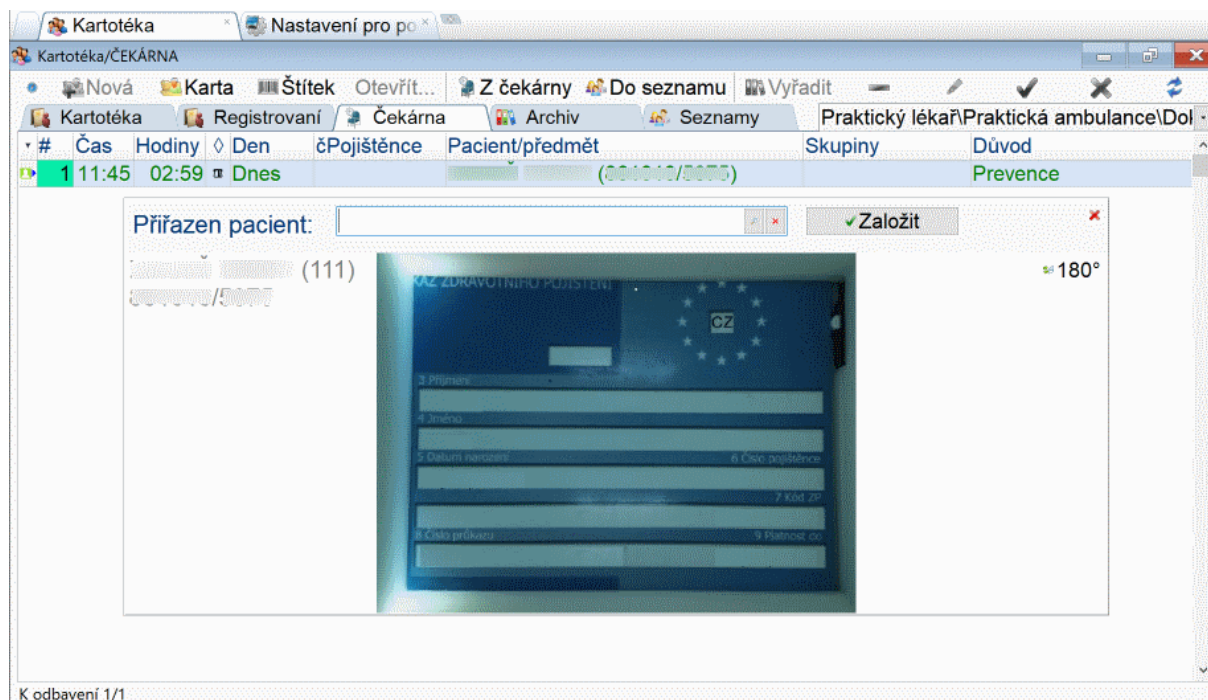 Kartotéka Nastavení pro po
Kartotéka/ČEKÁRNA
Nová Karta Štítek Otevřít... Z čekárny Do seznamu Vyřadit
Kartotéka Registrovaní Čekárna Archiv Seznamy Praktický lékař\Praktická ambulance\Dok
# Čas Hodiny ◊ Den čPojištěnce Pacient/předmět Skupiny Důvod
1 11:45 02:59 Dnes Prevence
Přiřazen pacient: Založit
(111) 180°
KAZ ZDRAVOTNÍHO POJIŠTĚNÍ
CZ
3 Příjmení
4 Jméno
5 Datum narození 6 Číslo pojištěnce
7 Kód ZP
8 Číslo průkazu 9 Platnost do
K odbavení 1/1